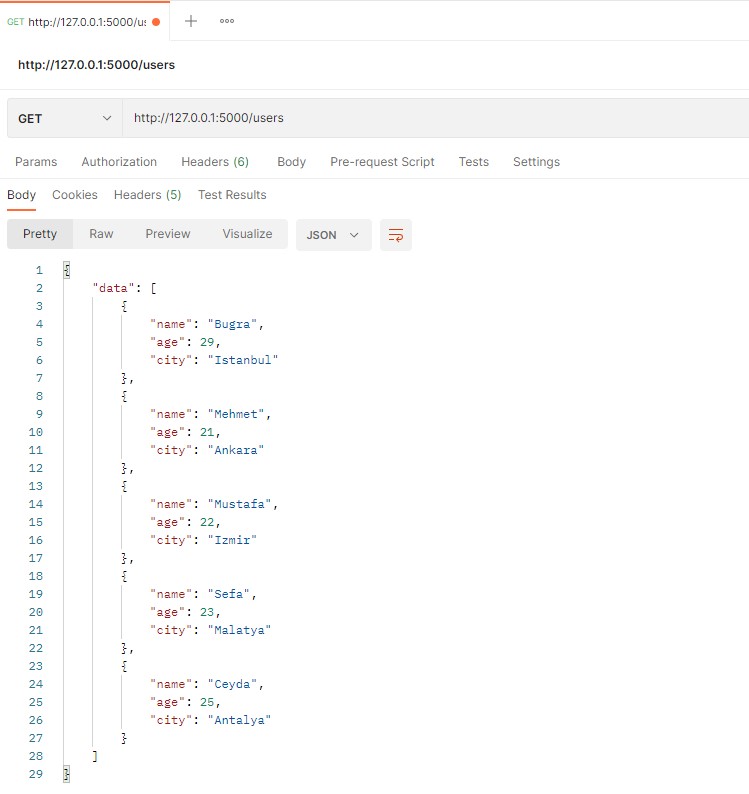 GET http://127.0.0.1:5000/us
http://127.0.0.1:5000/users
GET http://127.0.0.1:5000/users
Params Authorization Headers (6) Body Pre-request Script Tests Settings
Body Cookies Headers (5) Test Results
Pretty Raw Preview Visualize JSON
1 {
2 "data": [
3 {
4 "name": "Bugra",
5 "age": 29,
6 "city": "Istanbul"
7 },
8 {
9 "name": "Mehmet",
10 "age": 21,
11 "city": "Ankara"
12 },
13 {
14 "name": "Mustafa",
15 "age": 22,
16 "city": "Izmir"
17 },
18 {
19 "name": "Sefa",
20 "age": 23,
21 "city": "Malatya"
22 },
23 {
24 "name": "Ceyda",
25 "age": 25,
26 "city": "Antalya"
27 }
28 ]
29 }